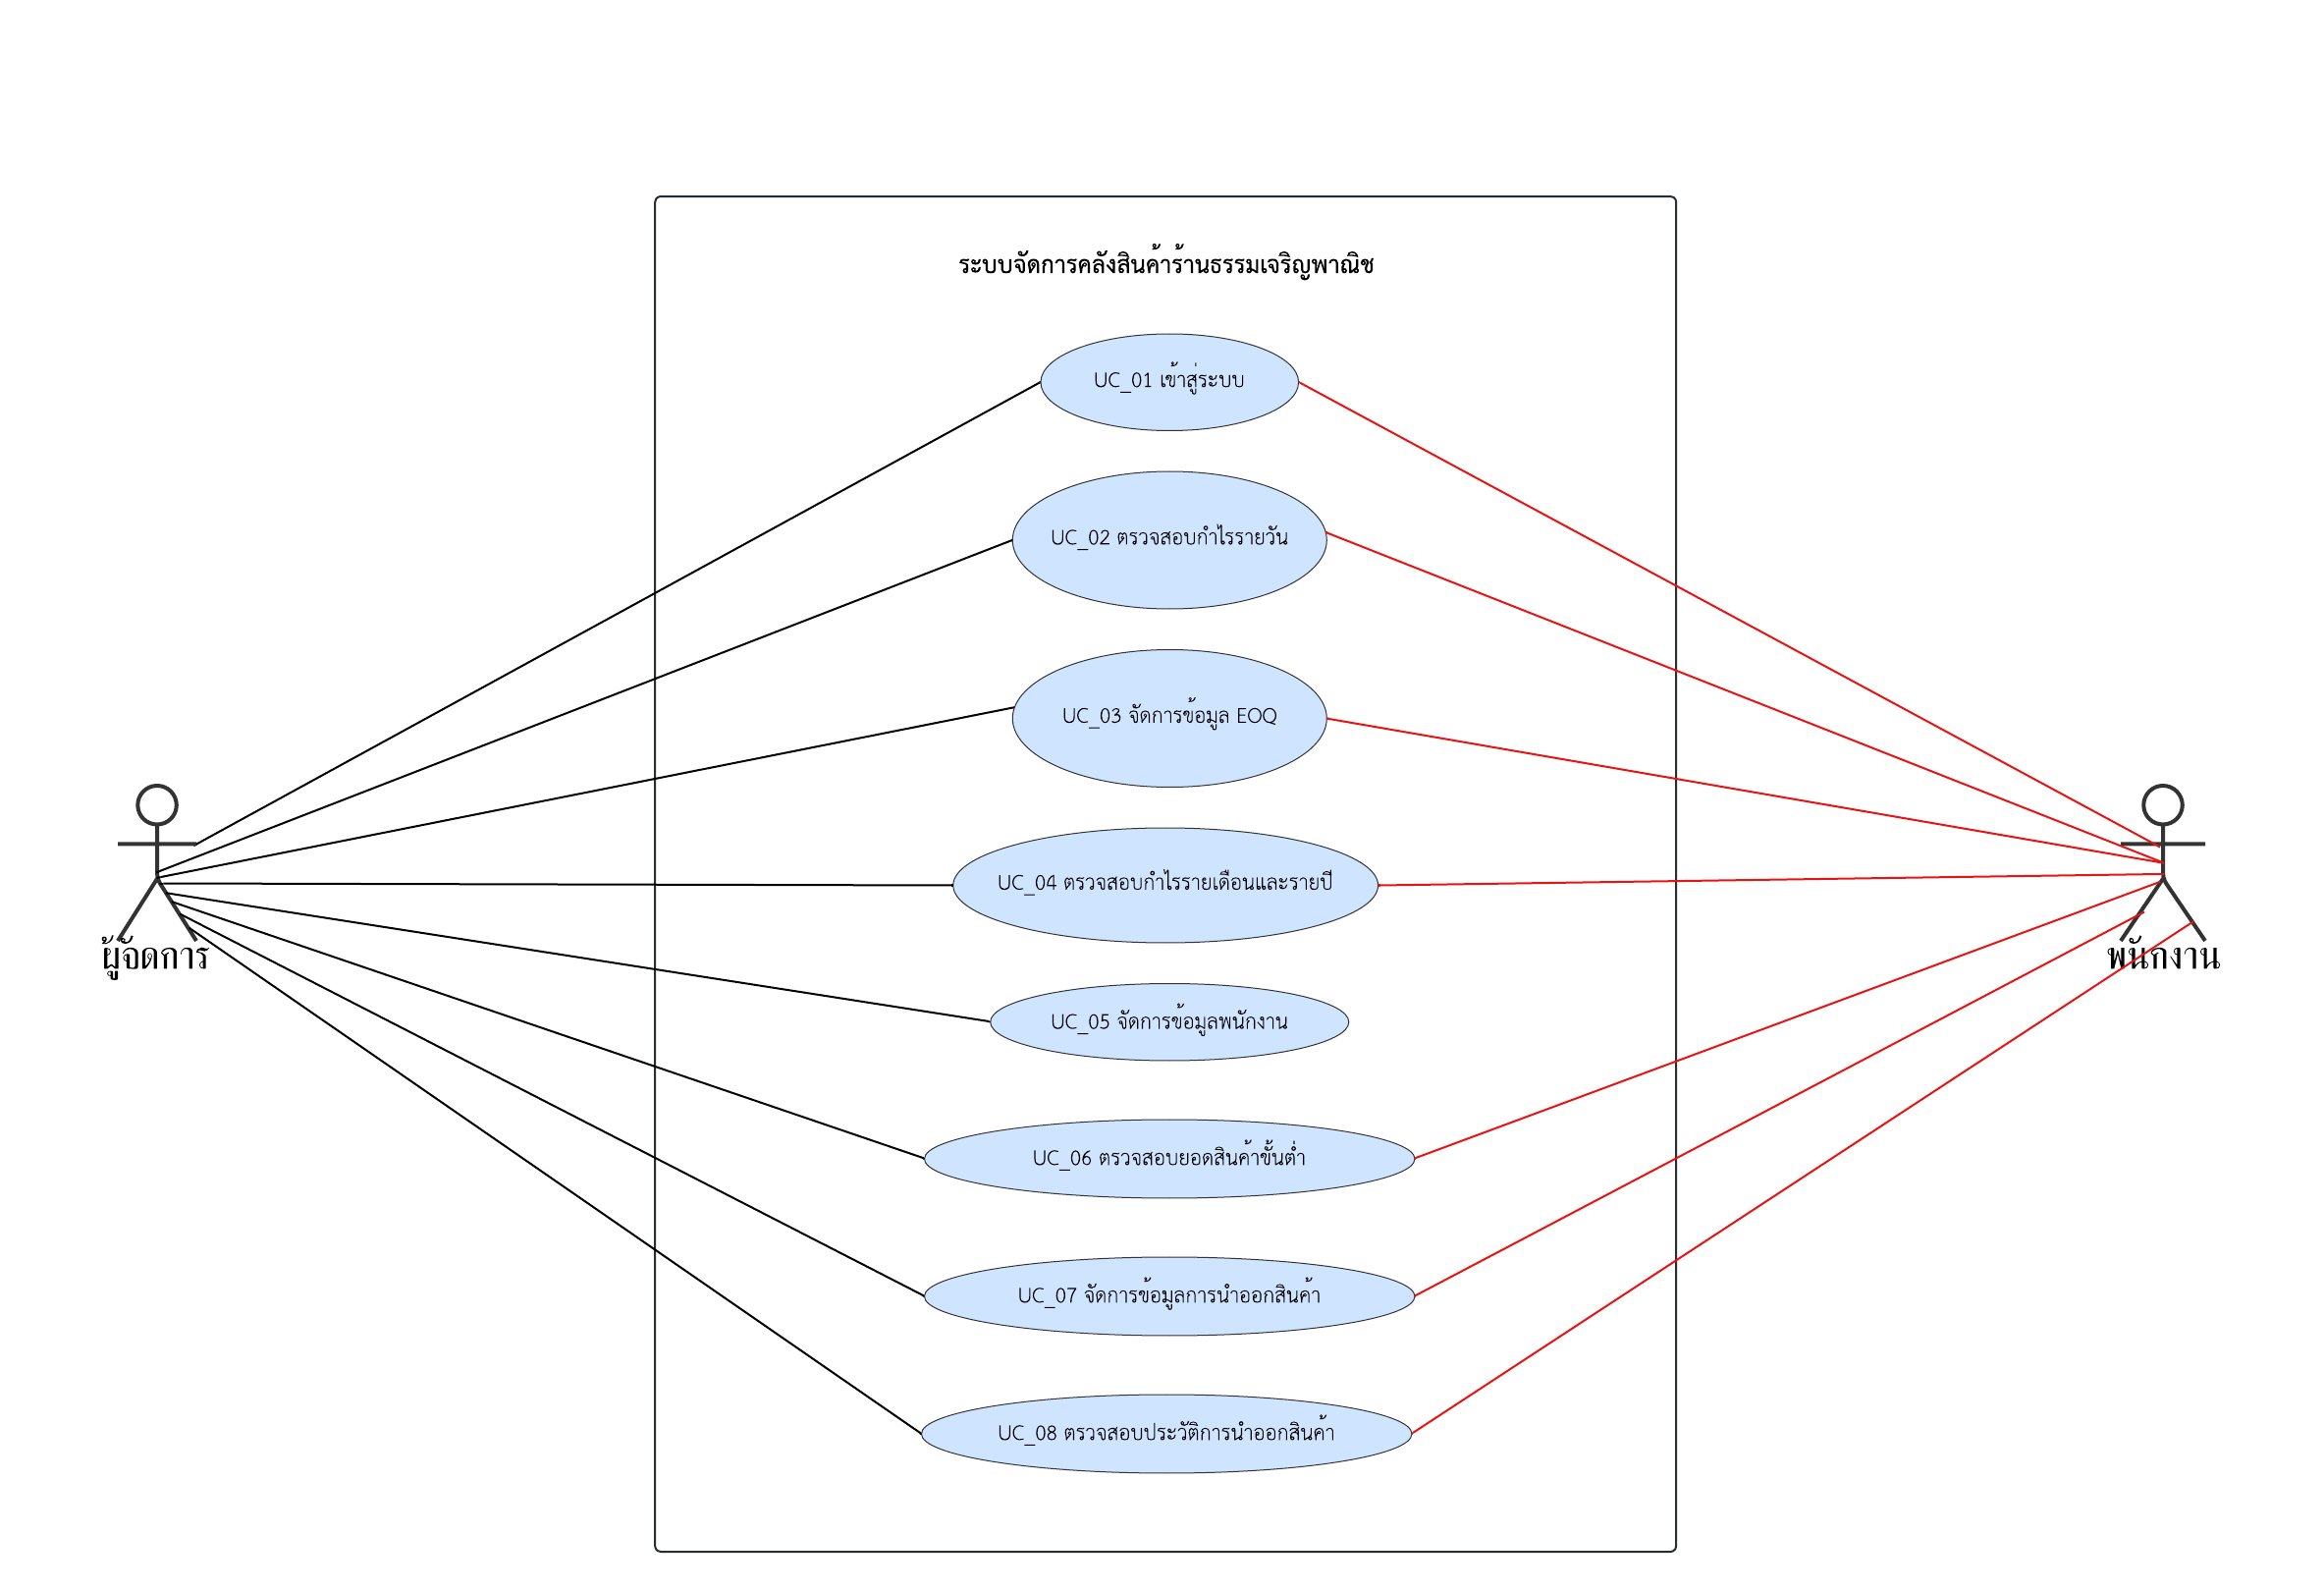 ระบบจัดการคลังสินค้าร้านธรรมเจริญพาณิช
UC_01 เข้าสู่ระบบ
UC_02 ตรวจสอบกำไรรายวัน
UC_03 จัดการข้อมูล EOQ
UC_04 ตรวจสอบกำไรรายเดือนและรายปี
ผู้จัดการ
พนักงาน
UC_05 จัดการข้อมูลพนักงาน
UC_06 ตรวจสอบยอดสินค้าขั้นต่ำ
UC_07 จัดการข้อมูลการนำออกสินค้า
UC_08 ตรวจสอบประวัติการนำออกสินค้า